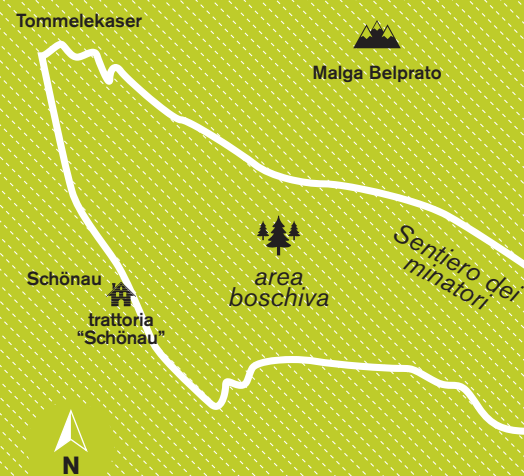 Tommelekaser
Malga Belprato
Sentiero dei
minatori
area
boschiva
Schönau
trattoria
“Schönau”
N